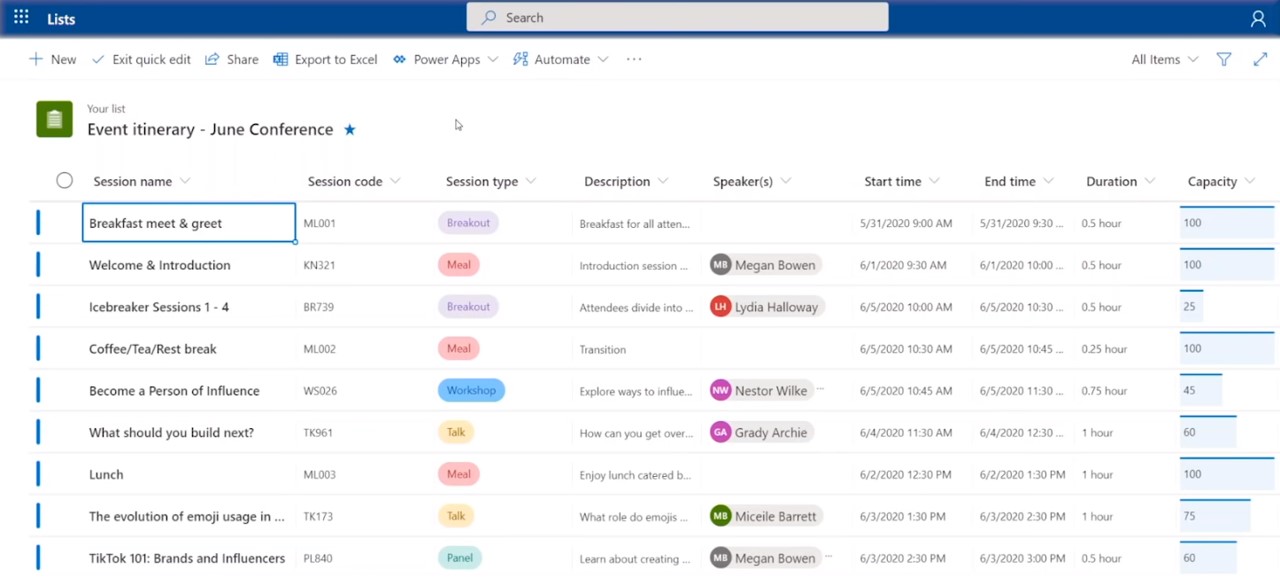 Lists
Search
New Exit quick edit Share Export to Excel Power Apps Automate ··· All Items
Your list
Event itinerary - June Conference
Session name Session code Session type Description Speaker(s) Start time End time Duration Capacity
Breakfast meet & greet ML001 Breakout Breakfast for all atten... 5/31/2020 9:00 AM 5/31/2020 9:30 ... 0.5 hour 100
Welcome & Introduction KN321 Meal Introduction session ... MB Megan Bowen 6/1/2020 9:30 AM 6/1/2020 10:00 ... 0.5 hour 100
Icebreaker Sessions 1 - 4 BR739 Breakout Attendees divide into ... LH Lydia Halloway 6/5/2020 10:00 AM 6/5/2020 10:30 ... 0.5 hour 25
Coffee/Tea/Rest break ML002 Meal Transition 6/5/2020 10:30 AM 6/5/2020 10:45 ... 0.25 hour 100
Become a Person of Influence WS026 Workshop Explore ways to influe... NW Nestor Wilke ... 6/5/2020 10:45 AM 6/5/2020 11:30 ... 0.75 hour 45
What should you build next? TK961 Talk How can you get over... GA Grady Archie 6/4/2020 11:30 AM 6/4/2020 12:30 ... 1 hour 60
Lunch ML003 Meal Enjoy lunch catered b... 6/2/2020 12:30 PM 6/2/2020 1:30 PM 1 hour 100
The evolution of emoji usage in ... TK173 Talk What role do emojis ... MB Miceile Barrett 6/3/2020 1:30 PM 6/3/2020 2:30 PM 1 hour 75
TikTok 101: Brands and Influencers PL840 Panel Learn about creating ... MB Megan Bowen ... 6/3/2020 2:30 PM 6/3/2020 3:00 PM 0.5 hour 60